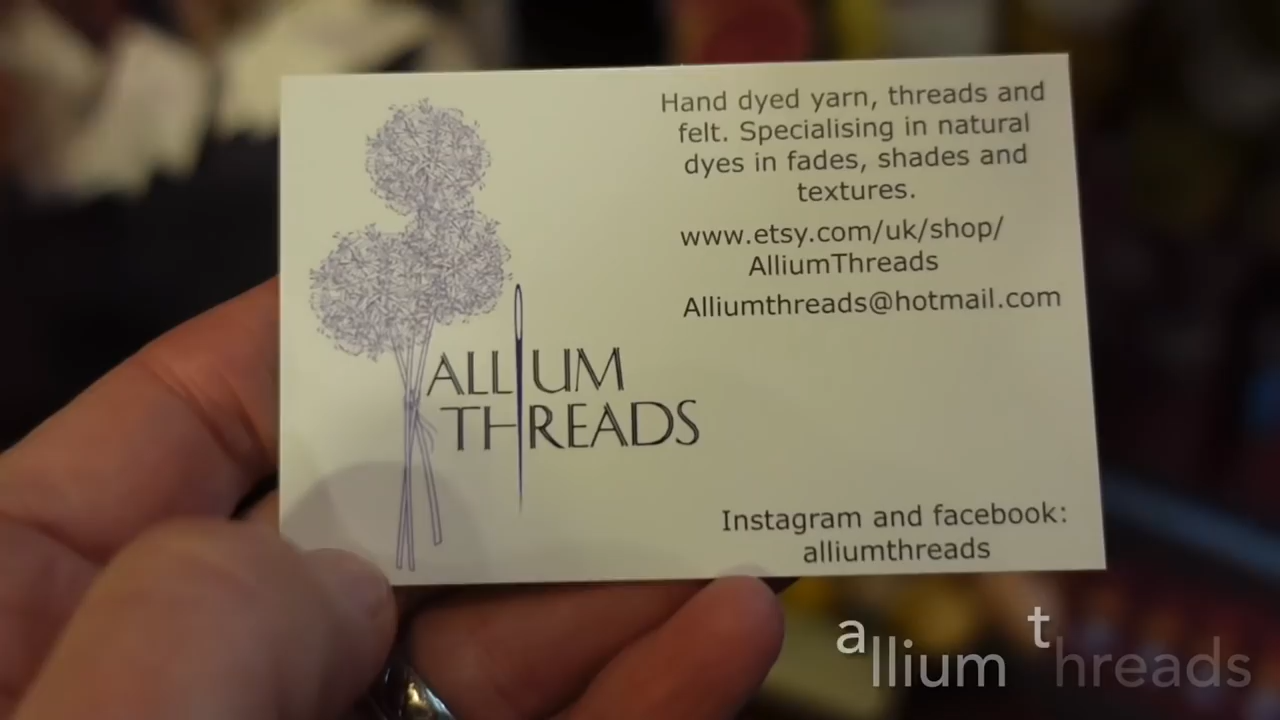 Hand dyed yarn, threads and
felt. Specialising in natural
dyes in fades, shades and
textures.
www.etsy.com/uk/shop/
AlliumThreads
Alliumthreads@hotmail.com
ALLIUM
THREADS
Instagram and facebook:
alliumthreads
allium threads